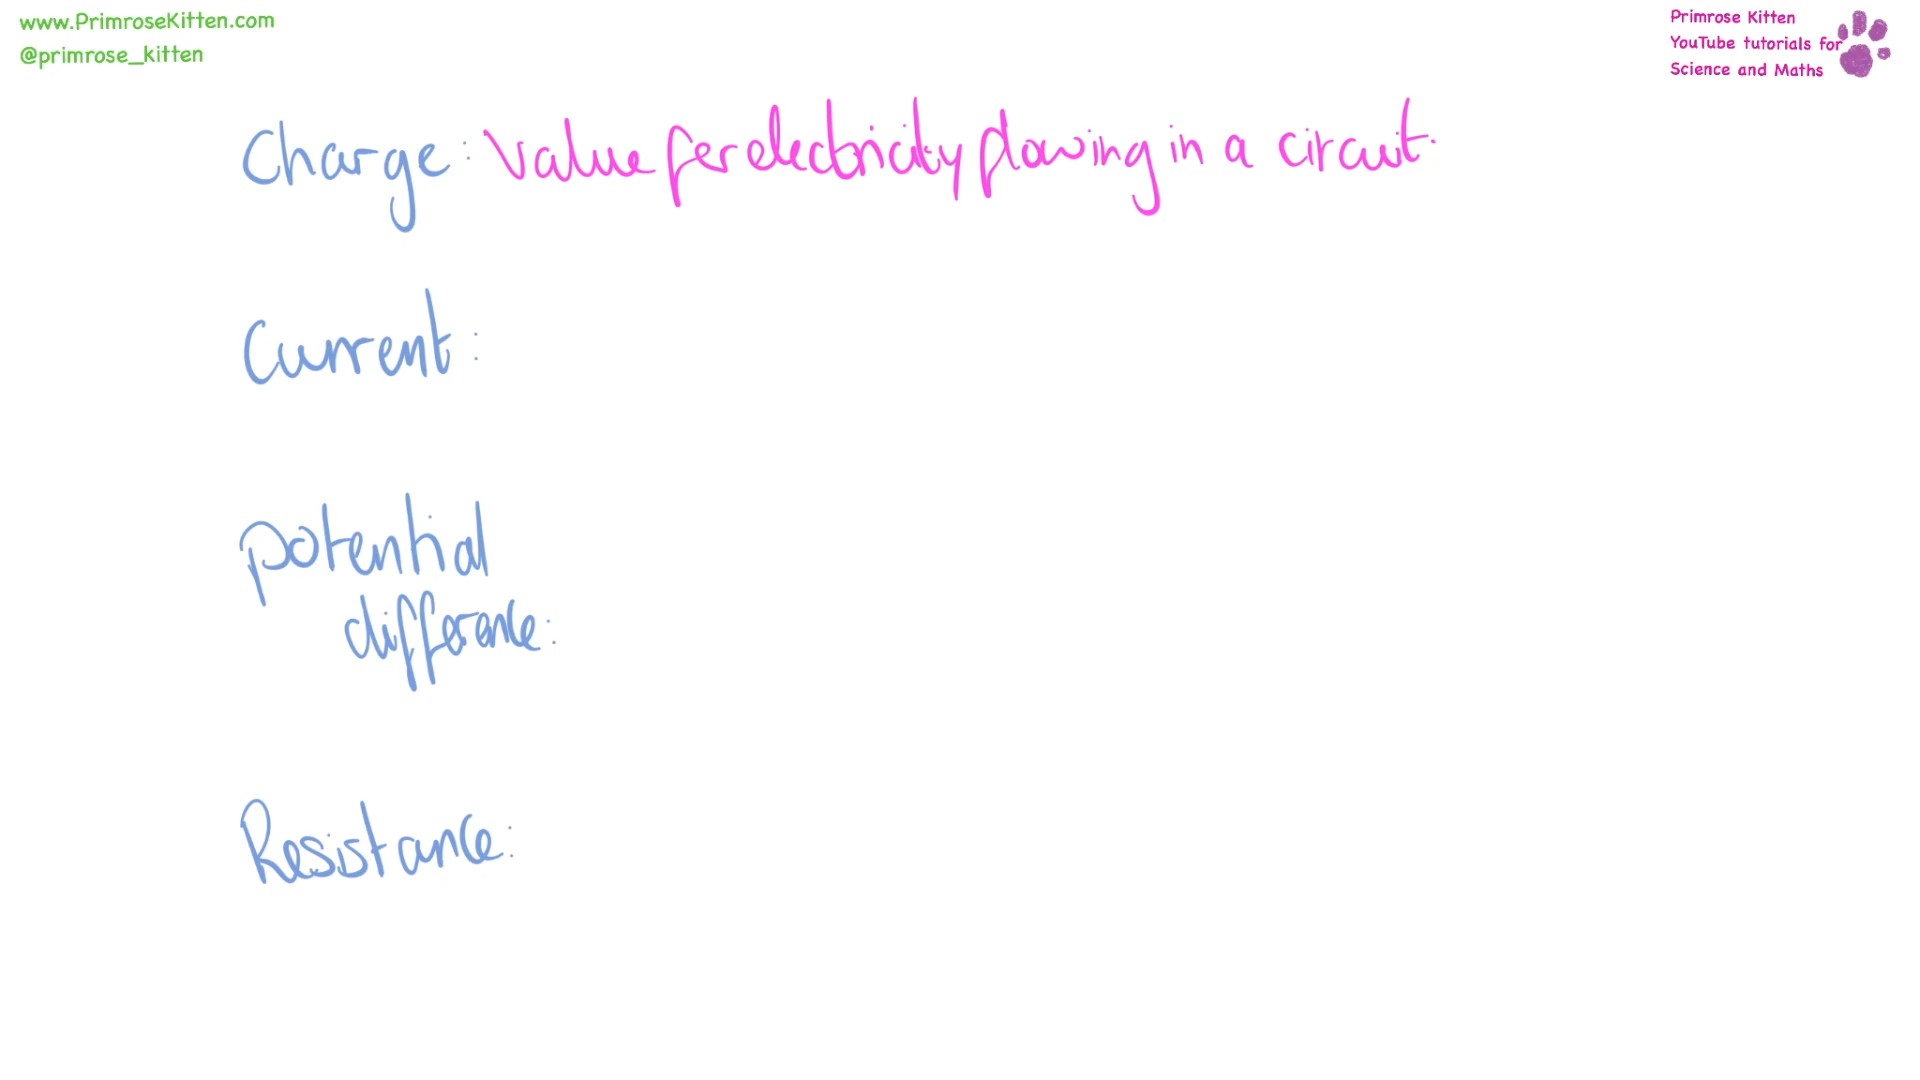 www.PrimroseKitten.com
@primrose_kitten
Primrose Kitten
YouTube tutorials for
Science and Maths
Charge: Value for electricity flowing in a circuit.
Current:
potential
difference:
Resistance: